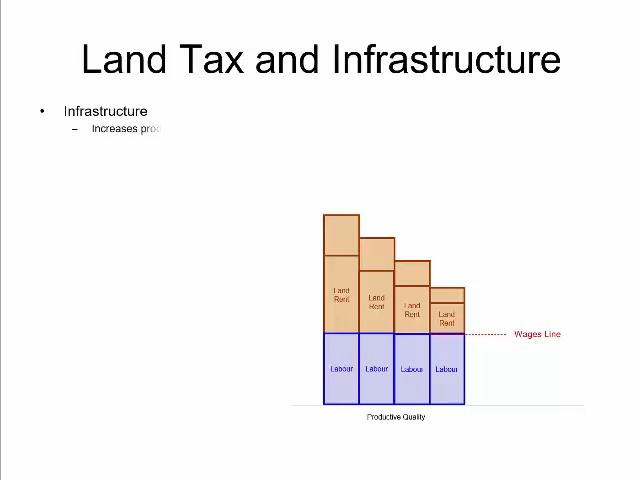 Land Tax and Infrastructure
• Infrastructure
– Increases
Land
Rent
Land
Rent
Land
Rent
Land
Rent
Wages Line
Labour Labour Labour Labour
Productive Quality